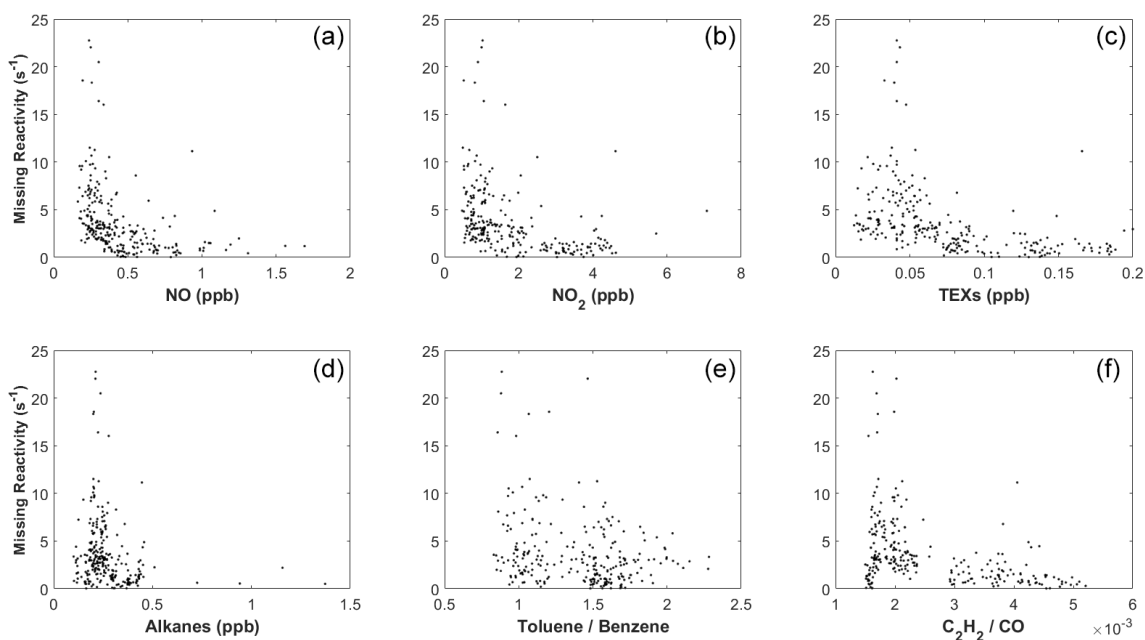 (a)
25
20
15
10
5
0
Missing Reactivity (s⁻¹)
0 0.5 1 1.5 2
NO (ppb)
(b)
25
20
15
10
5
0
0 2 4 6 8
NO₂ (ppb)
(c)
25
20
15
10
5
0
0 0.05 0.1 0.15 0.2
TEXs (ppb)
(d)
25
20
15
10
5
0
Missing Reactivity (s⁻¹)
0 0.5 1 1.5
Alkanes (ppb)
(e)
25
20
15
10
5
0
0.5 1 1.5 2 2.5
Toluene / Benzene
(f)
25
20
15
10
5
0
1 2 3 4 5 6
C₂H₂ / CO
×10⁻³